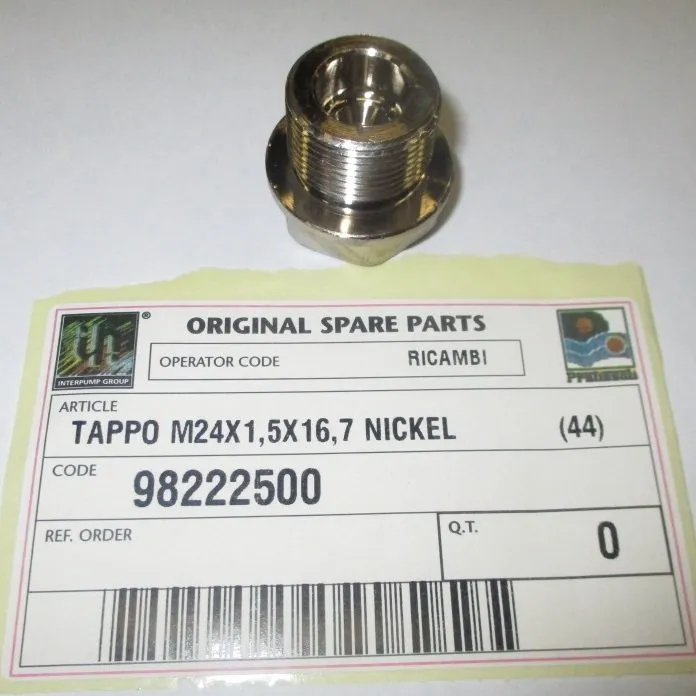 ®
ORIGINAL SPARE PARTS
INTERPUMP GROUP
OPERATOR CODE RICAMBI
ARTICLE
TAPPO M24X1,5X16,7 NICKEL (44)
CODE
98222500
REF. ORDER
Q.T. 0